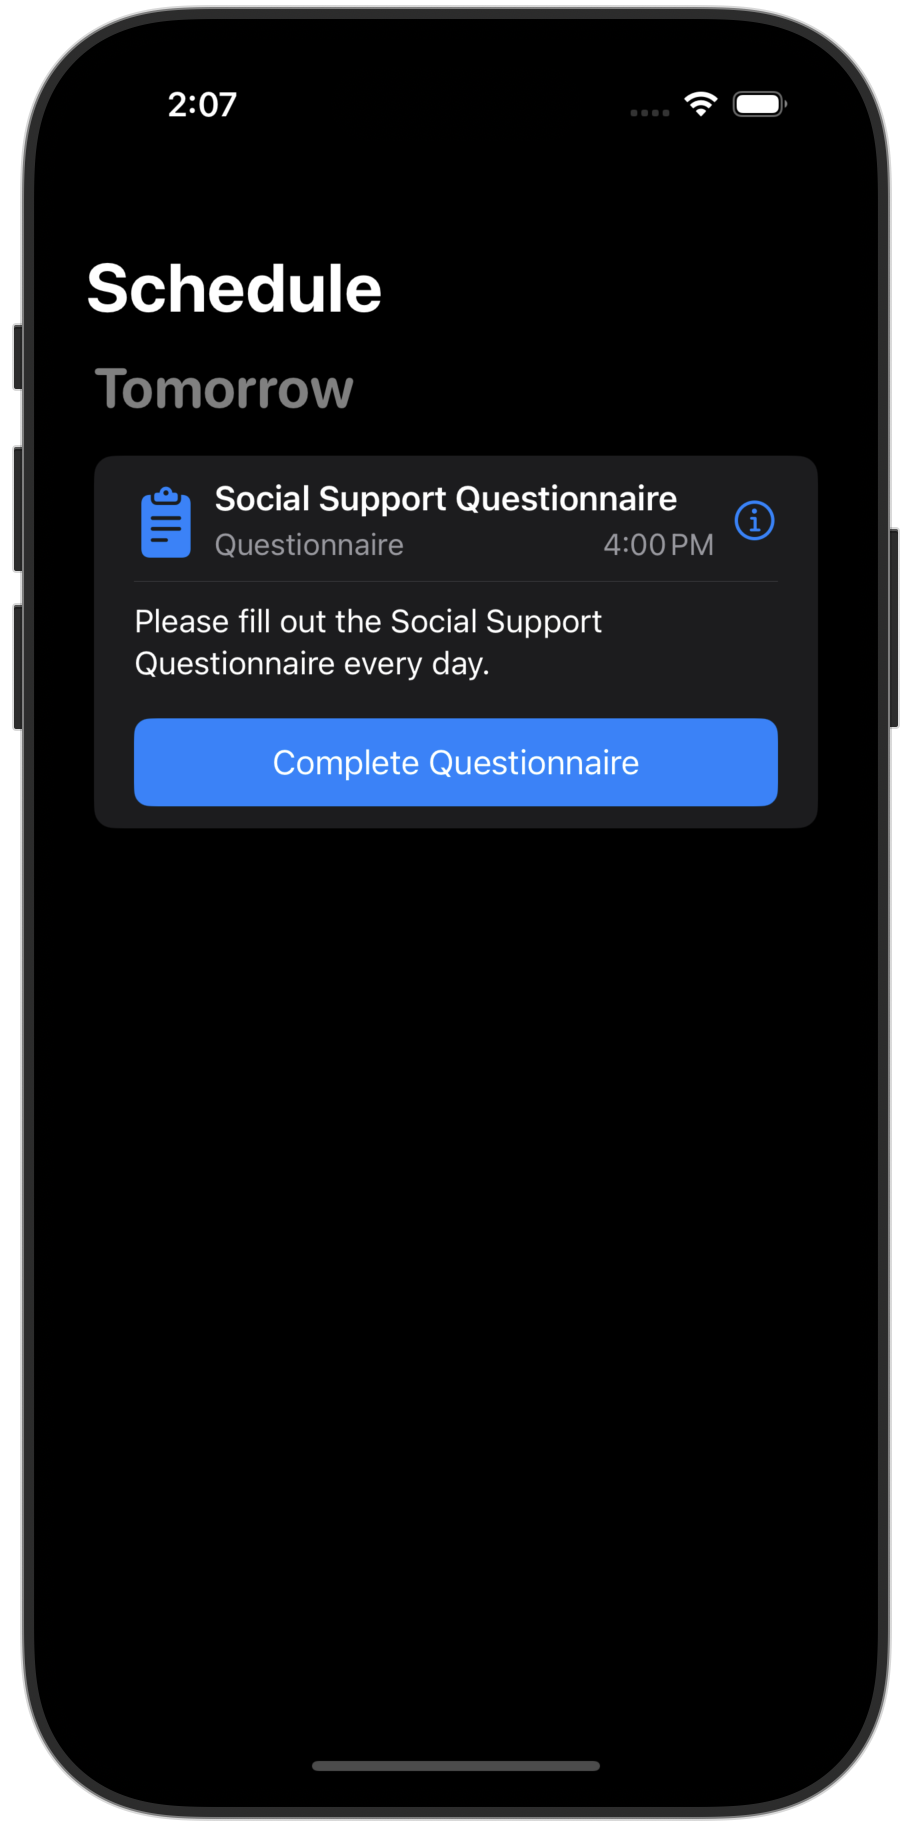 2:07
Schedule
Tomorrow
Social Support Questionnaire
Questionnaire 4:00 PM
Please fill out the Social Support
Questionnaire every day.
Complete Questionnaire